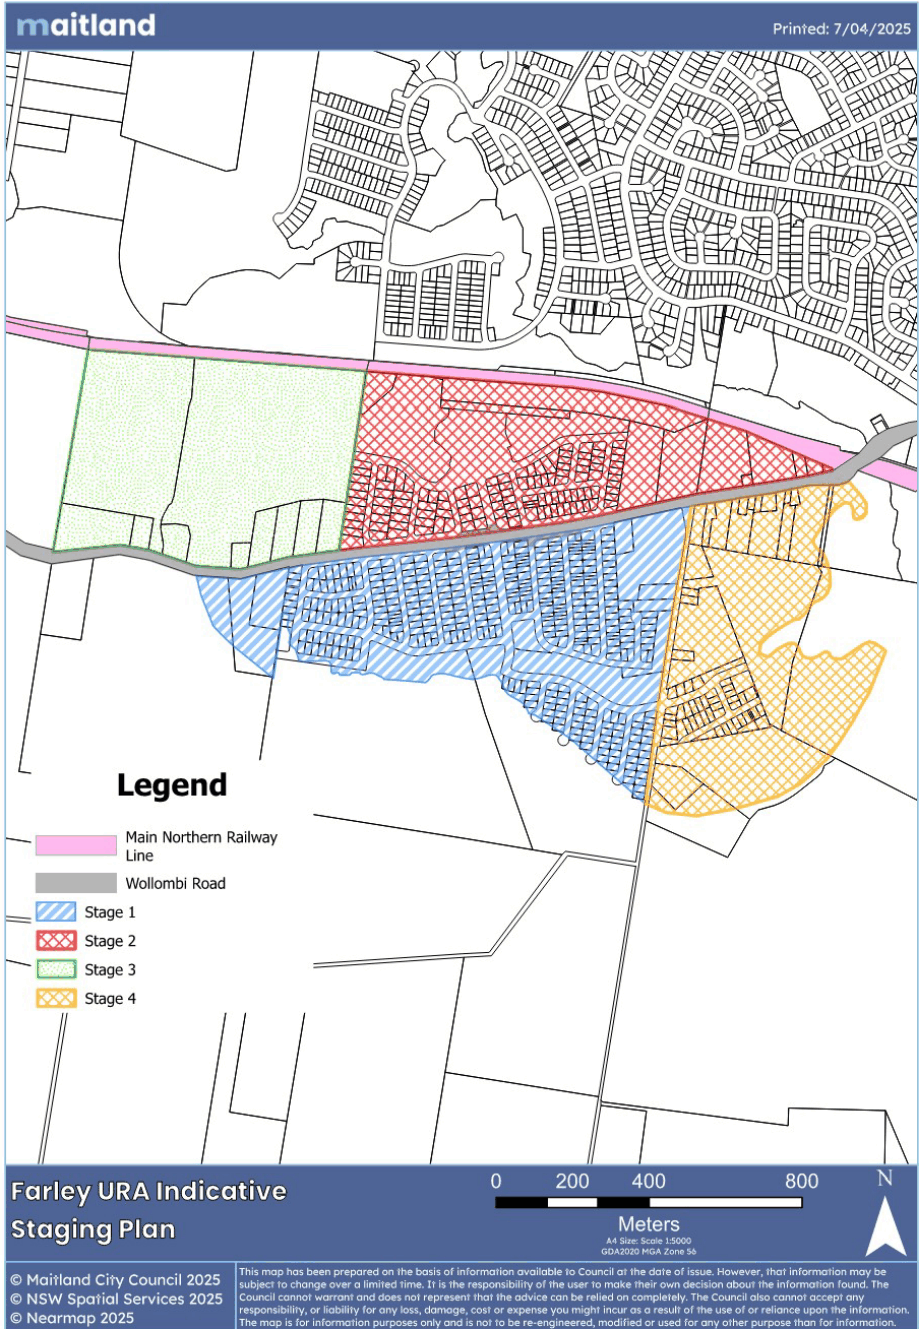 maitland
Printed: 7/04/2025
Legend
Main Northern Railway
Line
Wollombi Road
Stage 1
Stage 2
Stage 3
Stage 4
Farley URA Indicative
Staging Plan
0 200 400 800
Meters
A4 Size: Scale 1:5000
GDA2020 MGA Zone 56
N
© Maitland City Council 2025
© NSW Spatial Services 2025
© Nearmap 2025
This map has been prepared on the basis of information available to Council at the date of issue. However, that information may be
subject to change over a limited time. It is the responsibility of the user to make their own decision about the information found. The
Council cannot warrant and does not represent that the advice can be relied on completely. The Council also cannot accept any
responsibility, or liability for any loss, damage, cost or expense you might incur as a result of the use of or reliance upon the information.
The map is for information purposes only and is not to be re-engineered, modified or used for any other purpose than for information.